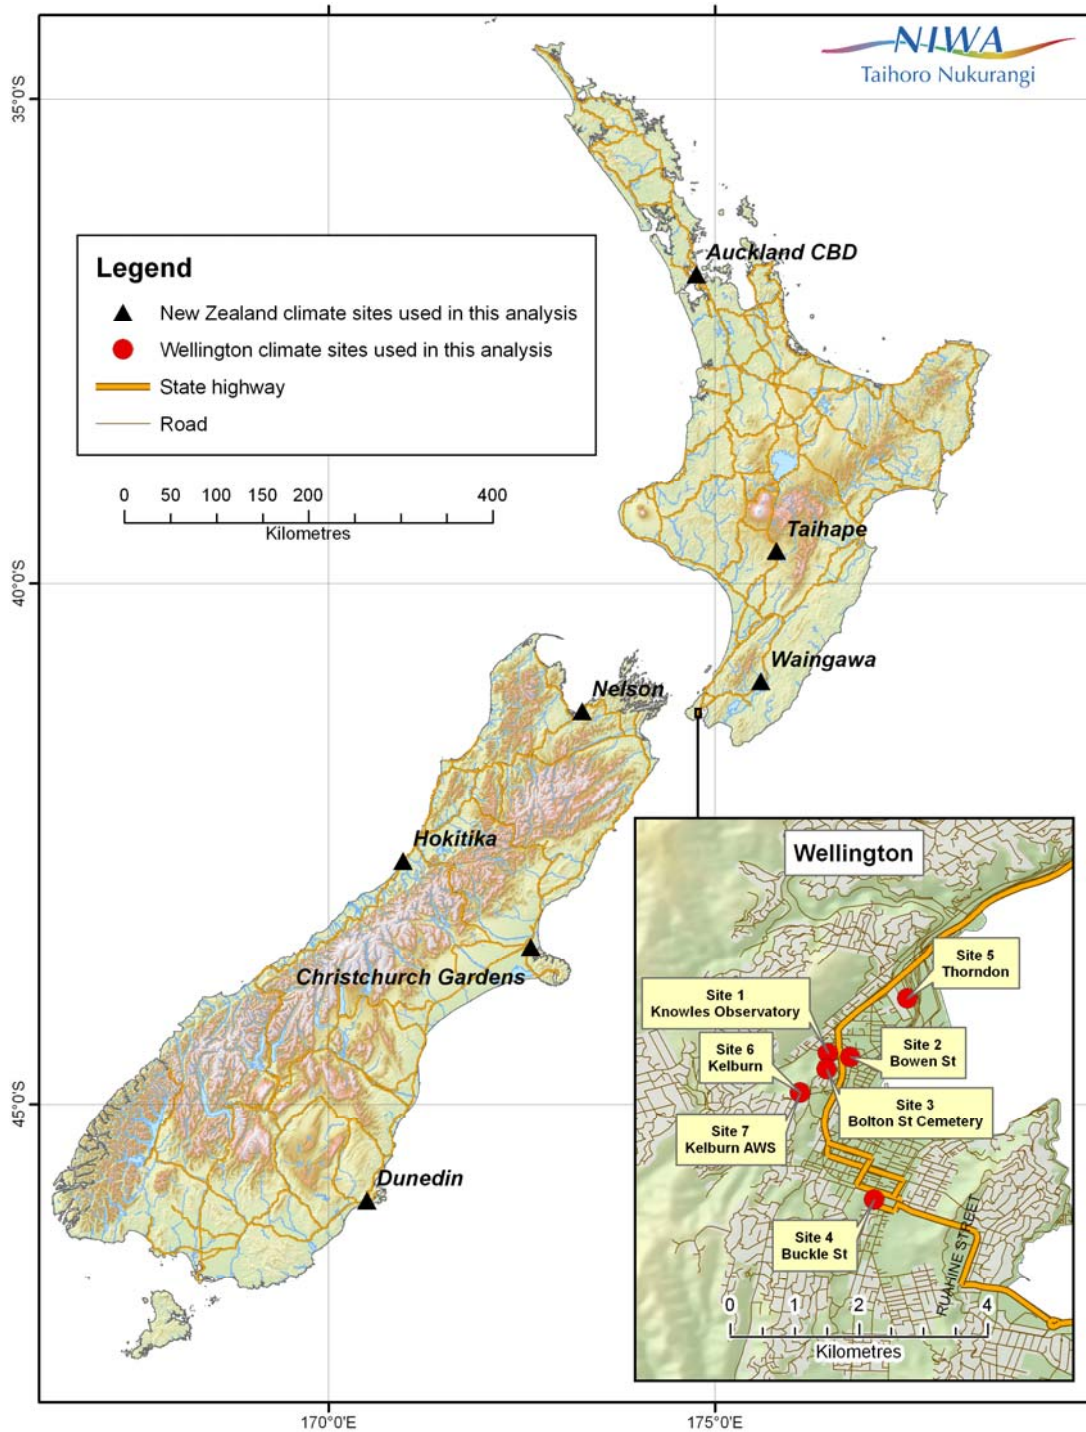 NIWA
Taihoro Nukurangi
35°0'S
Auckland CBD
Legend
New Zealand climate sites used in this analysis
Wellington climate sites used in this analysis
State highway
Road
0 50 100 150 200 400
Kilometres
Taihape
40°0'S
Waingawa
Nelson
Hokitika
Christchurch Gardens
45°0'S
Dunedin
Wellington
Site 5
Thorndon
Site 1
Knowles Observatory
Site 6
Kelburn
Site 2
Bowen St
Site 3
Bolton St Cemetery
Site 7
Kelburn AWS
Site 4
Buckle St
RUAHINE STREET
0 1 2 4
Kilometres
170°0'E
175°0'E